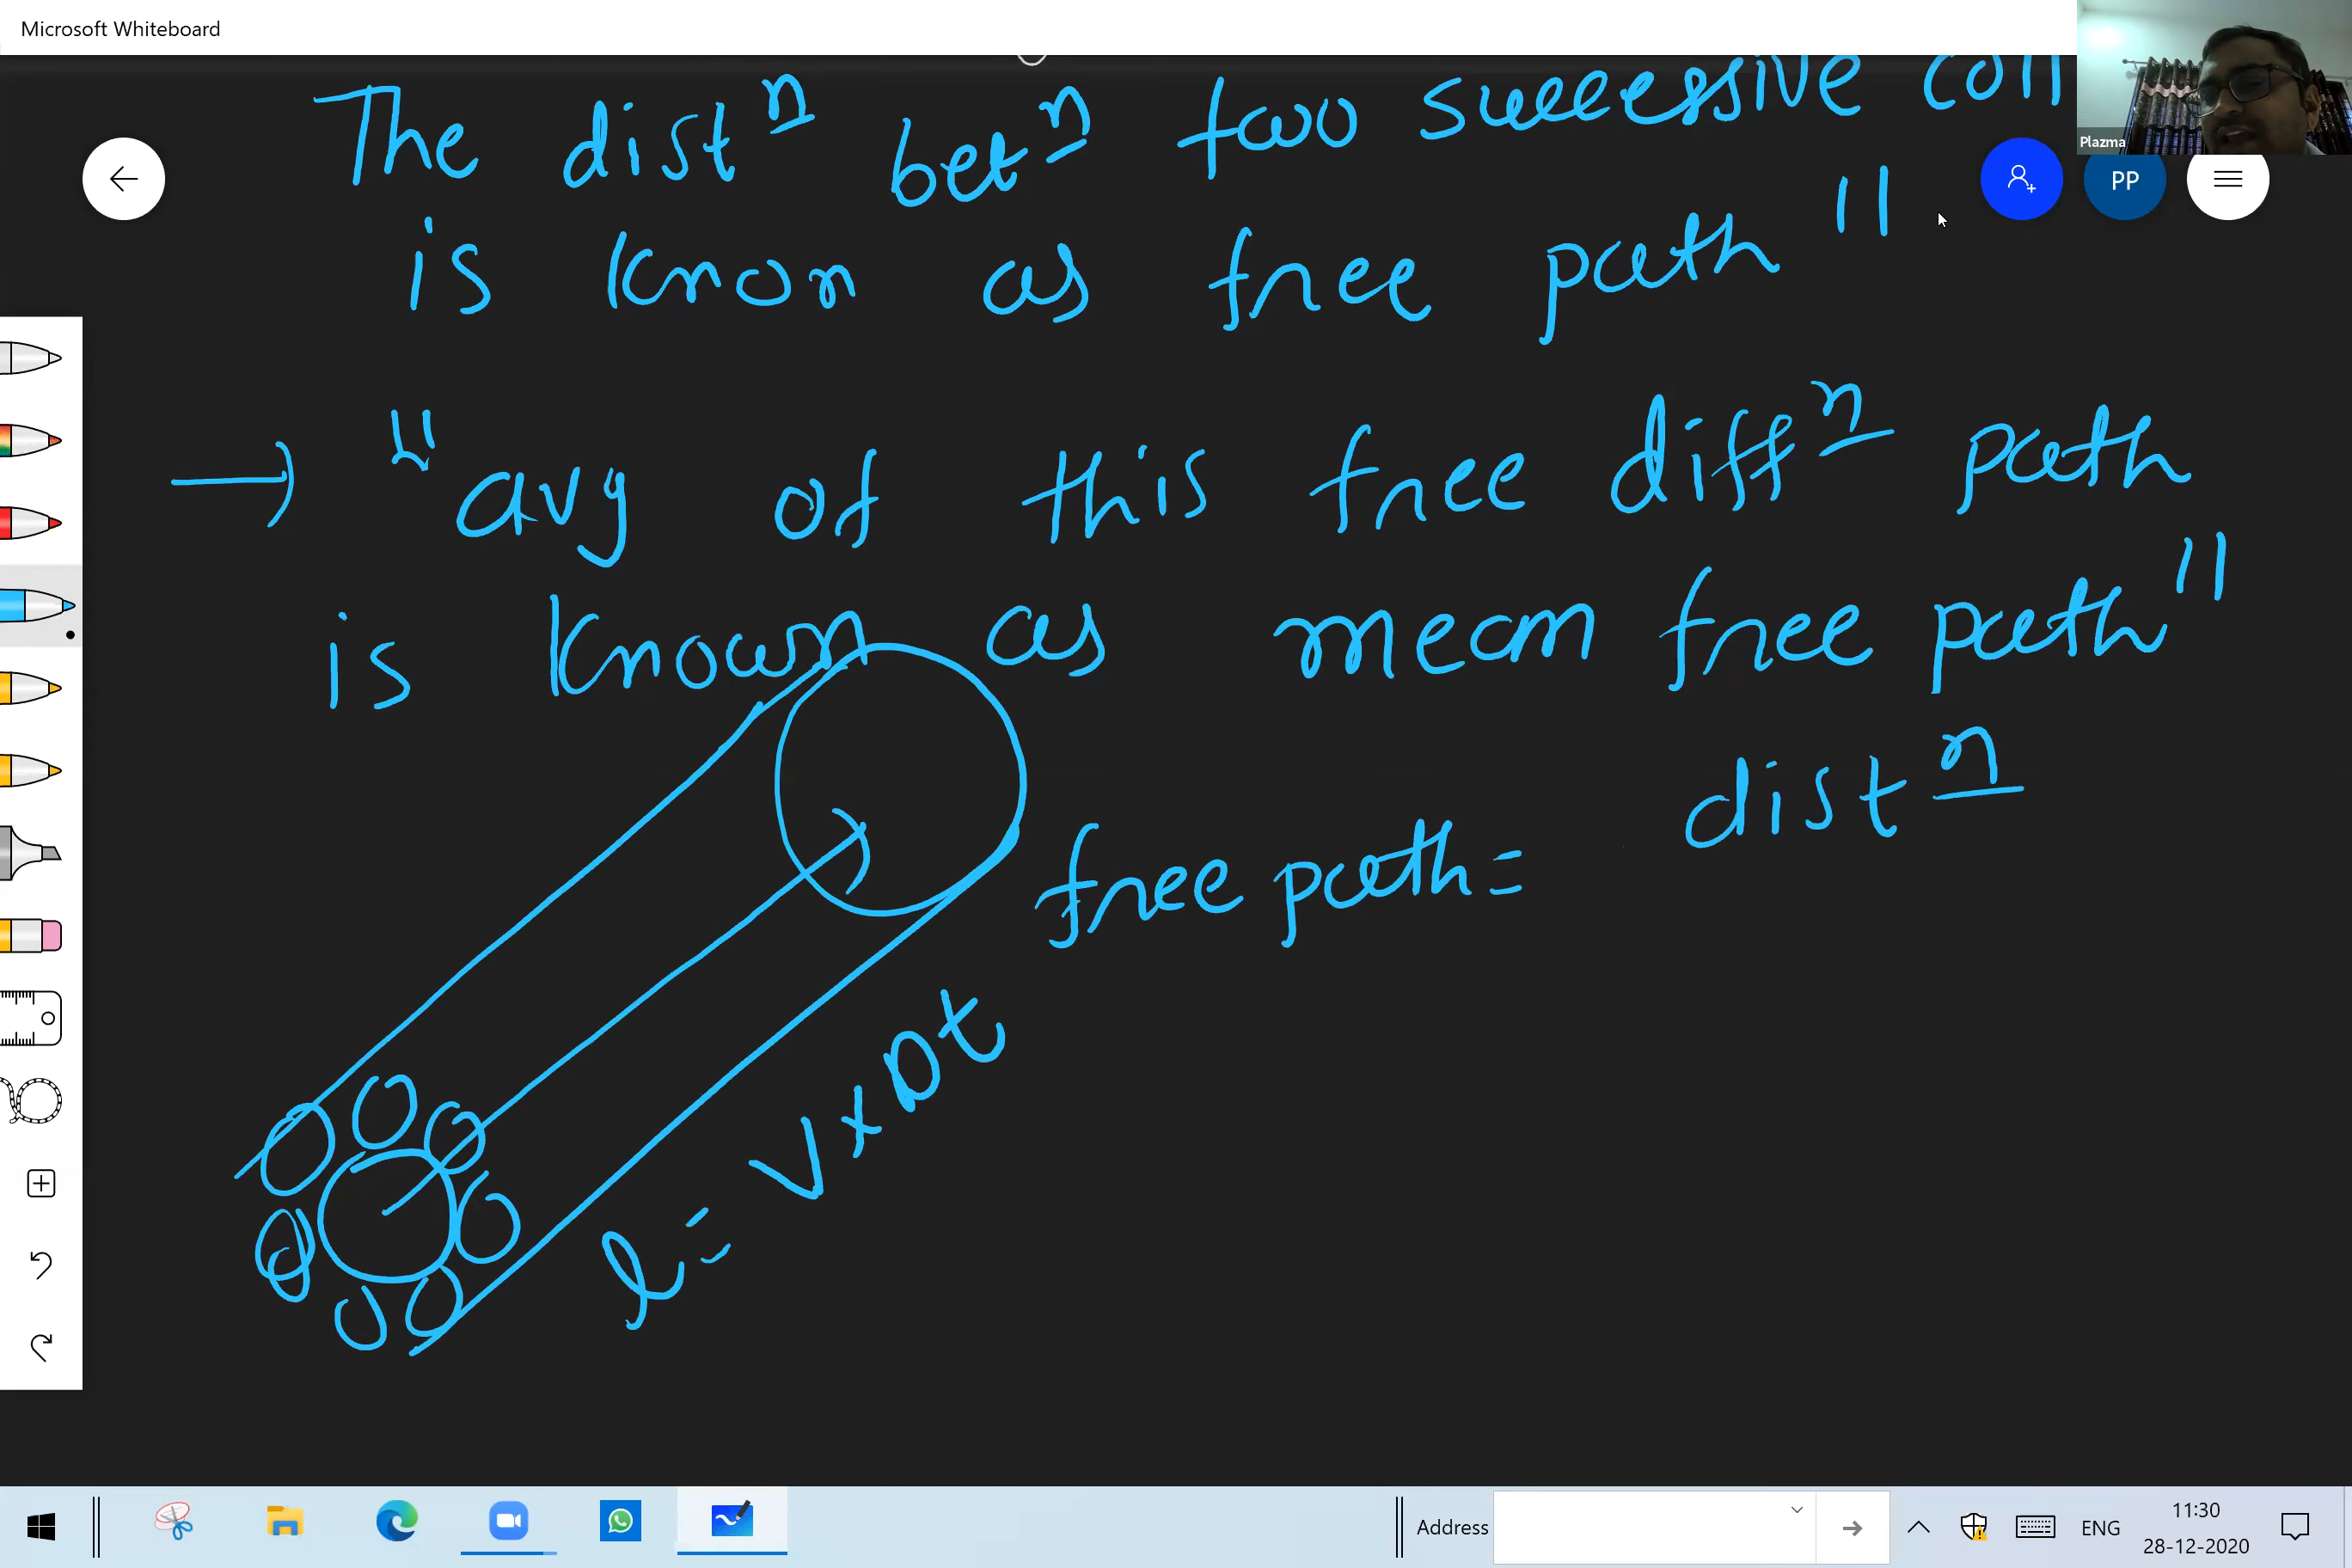 Microsoft Whiteboard
The distⁿ betⁿ two successive coll
is knon as free path "
Plazma
PP
→ " avg of this free diffⁿ path
is known as mean free path "
distⁿ
free path =
l = V × Δt
Address
ENG
11:30
28-12-2020